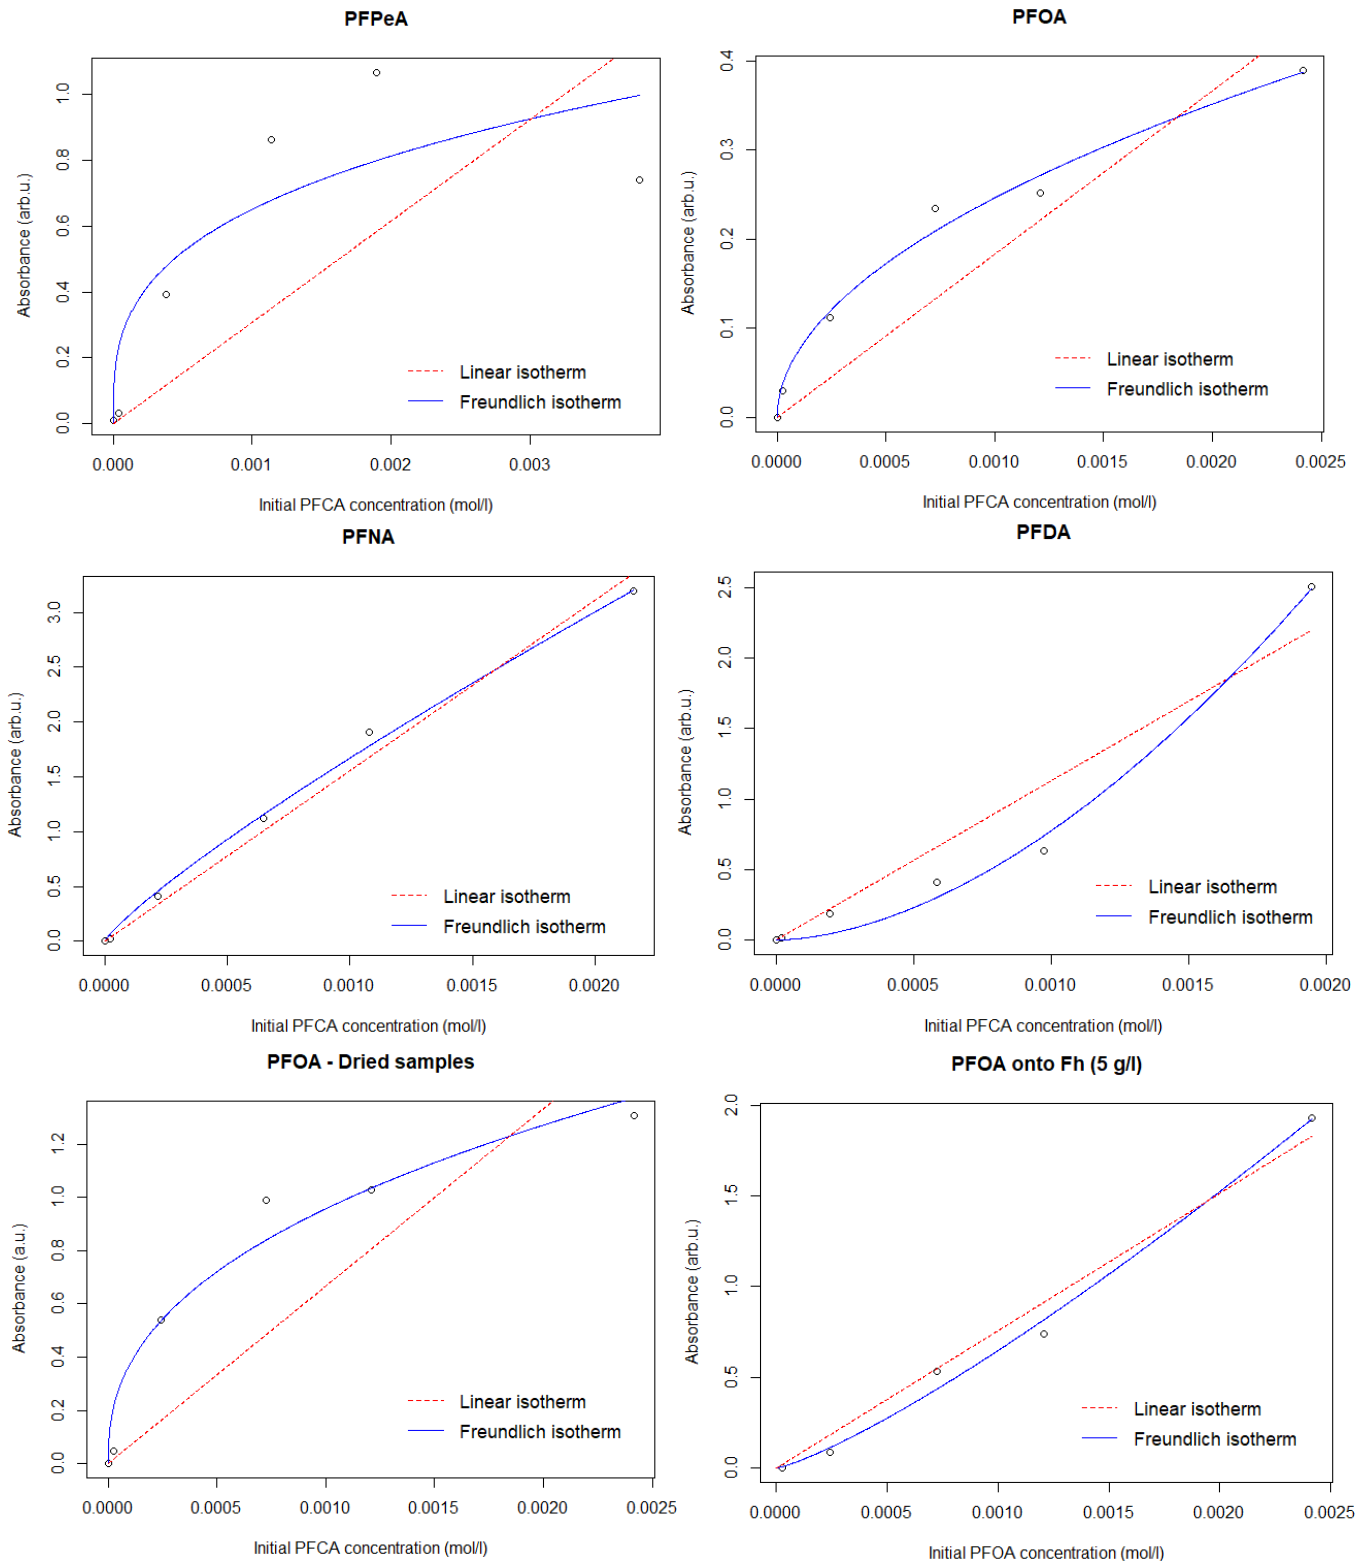 PFPeA
Absorbance (arb.u.)
0.0 0.2 0.4 0.6 0.8 1.0
Linear isotherm
Freundlich isotherm
0.000 0.001 0.002 0.003
Initial PFCA concentration (mol/l)
PFOA
Absorbance (arb.u.)
0.0 0.1 0.2 0.3 0.4
Linear isotherm
Freundlich isotherm
0.0000 0.0005 0.0010 0.0015 0.0020 0.0025
Initial PFCA concentration (mol/l)
PFNA
Absorbance (arb.u.)
0.0 0.5 1.0 1.5 2.0 2.5 3.0
Linear isotherm
Freundlich isotherm
0.0000 0.0005 0.0010 0.0015 0.0020
Initial PFCA concentration (mol/l)
PFDA
Absorbance (arb.u.)
0.0 0.5 1.0 1.5 2.0 2.5
Linear isotherm
Freundlich isotherm
0.0000 0.0005 0.0010 0.0015 0.0020
Initial PFCA concentration (mol/l)
PFOA - Dried samples
Absorbance (a.u.)
0.0 0.2 0.4 0.6 0.8 1.0 1.2
Linear isotherm
Freundlich isotherm
0.0000 0.0005 0.0010 0.0015 0.0020 0.0025
Initial PFCA concentration (mol/l)
PFOA onto Fh (5 g/l)
Absorbance (arb.u.)
0.0 0.5 1.0 1.5 2.0
Linear isotherm
Freundlich isotherm
0.0000 0.0005 0.0010 0.0015 0.0020 0.0025
Initial PFOA concentration (mol/l)